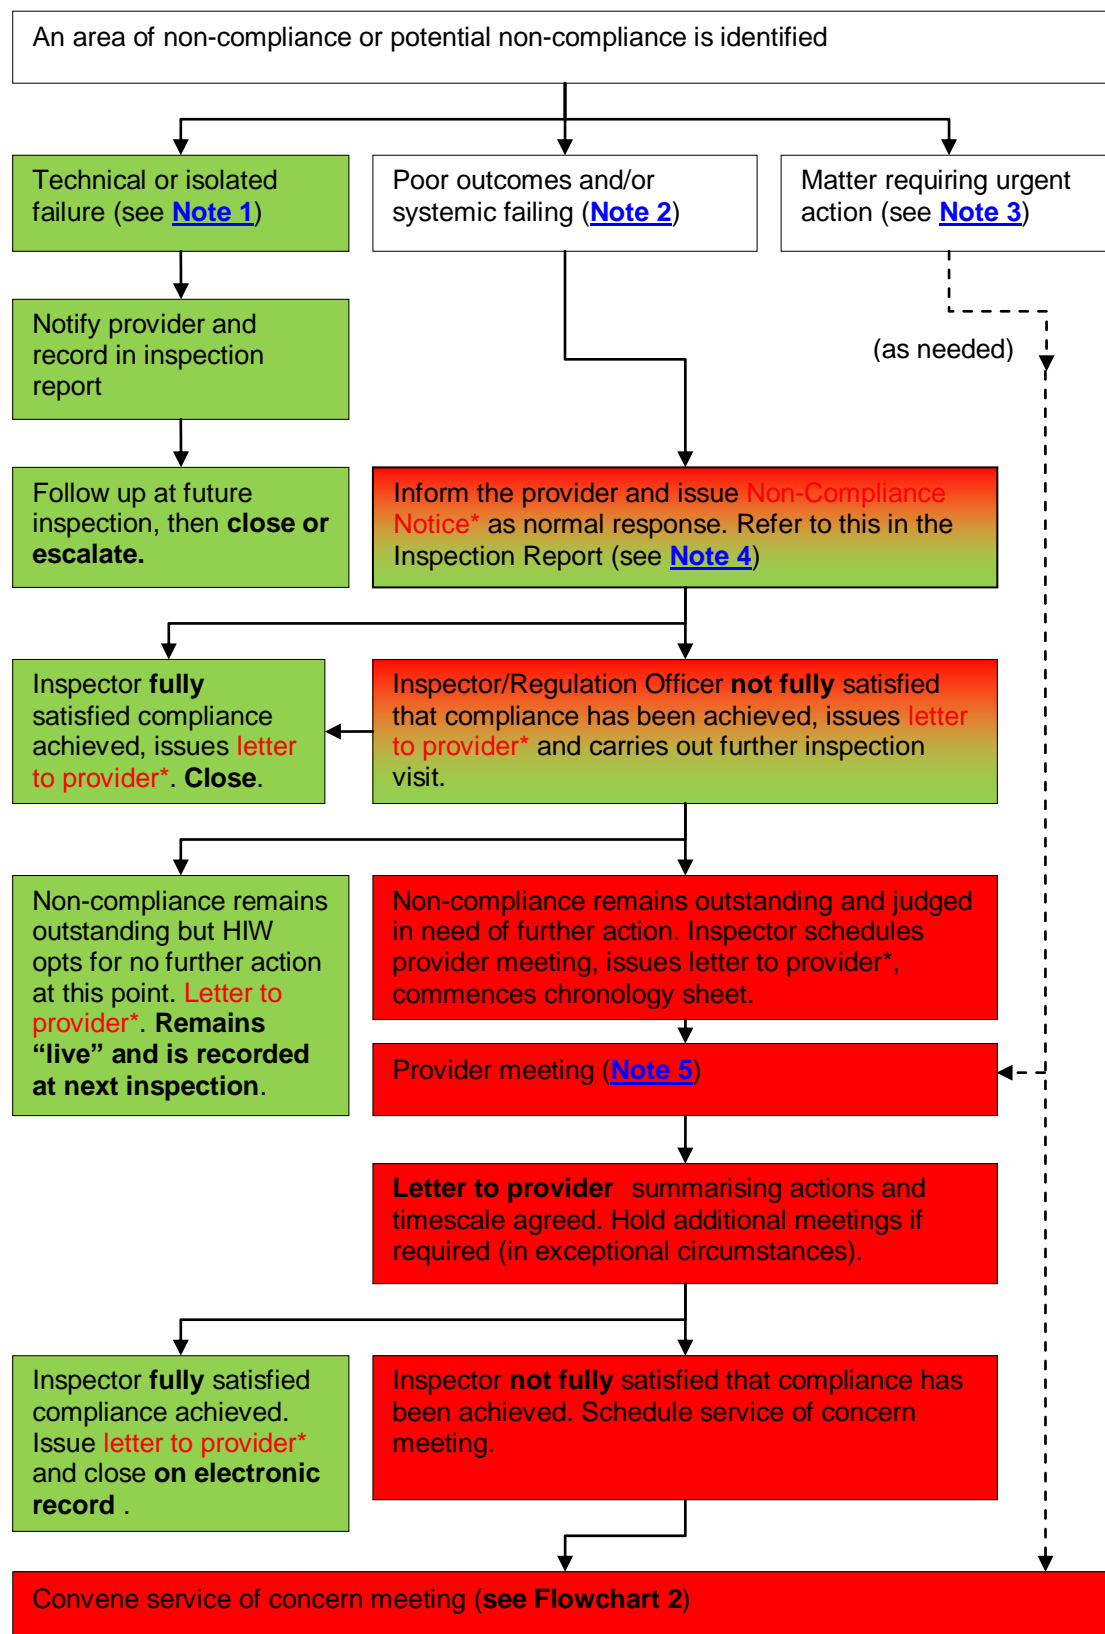 An area of non-compliance or potential non-compliance is identified
Technical or isolated
failure (see Note 1)
Poor outcomes and/or
systemic failing (Note 2)
Matter requiring urgent
action (see Note 3)
Notify provider and
record in inspection
report
(as needed)
Follow up at future
inspection, then close or
escalate.
Inform the provider and issue Non-Compliance
Notice* as normal response. Refer to this in the
Inspection Report (see Note 4)
Inspector fully
satisfied compliance
achieved, issues letter
to provider*. Close.
Inspector/Regulation Officer not fully satisfied
that compliance has been achieved, issues letter
to provider* and carries out further inspection
visit.
Non-compliance remains
outstanding but HIW
opts for no further action
at this point. Letter to
provider*. Remains
“live” and is recorded
at next inspection.
Non-compliance remains outstanding and judged
in need of further action. Inspector schedules
provider meeting, issues letter to provider*,
commences chronology sheet.
Provider meeting (Note 5)
Letter to provider summarising actions and
timescale agreed. Hold additional meetings if
required (in exceptional circumstances).
Inspector fully satisfied
compliance achieved.
Issue letter to provider*
and close on electronic
record .
Inspector not fully satisfied that compliance has
been achieved. Schedule service of concern
meeting.
Convene service of concern meeting (see Flowchart 2)